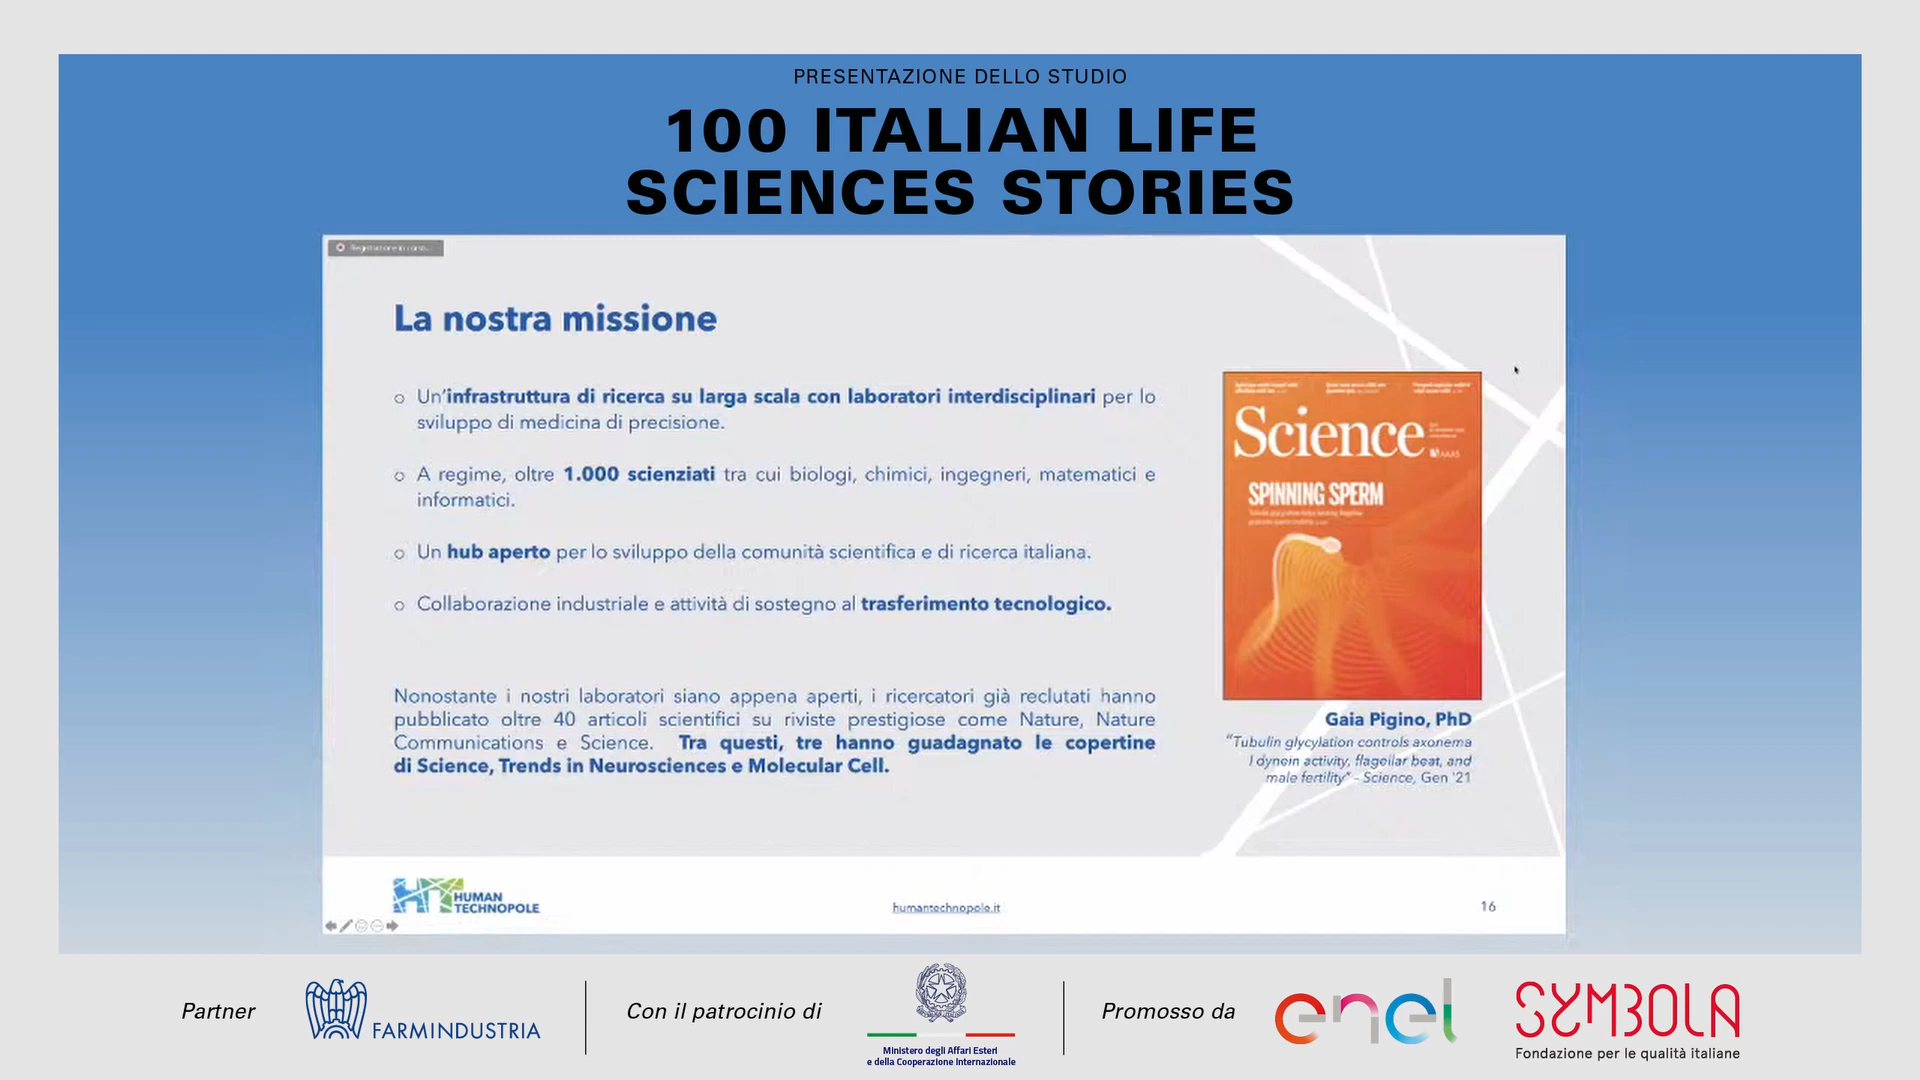 PRESENTAZIONE DELLO STUDIO
100 ITALIAN LIFE
SCIENCES STORIES
Registrazione in corso...
La nostra missione
Un'infrastruttura di ricerca su larga scala con laboratori interdisciplinari per lo
sviluppo di medicina di precisione.
A regime, oltre 1.000 scienziati tra cui biologi, chimici, ingegneri, matematici e
informatici.
Un hub aperto per lo sviluppo della comunità scientifica e di ricerca italiana.
Collaborazione industriale e attività di sostegno al trasferimento tecnologico.
Nonostante i nostri laboratori siano appena aperti, i ricercatori già reclutati hanno
pubblicato oltre 40 articoli scientifici su riviste prestigiose come Nature, Nature
Communications e Science. Tra questi, tre hanno guadagnato le copertine
di Science, Trends in Neurosciences e Molecular Cell.
Science
AAAS
SPINNING SPERM
Gaia Pigino, PhD
"Tubulin glycylation controls axonema
l dynein activity, flagellar beat, and
male fertility" - Science, Gen '21
HUMAN
TECHNOPOLE
humantechnopole.it
16
Partner
FARMINDUSTRIA
Con il patrocinio di
Ministero degli Affari Esteri
e della Cooperazione Internazionale
Promosso da
enel
SYMBOLA
Fondazione per le qualità italiane